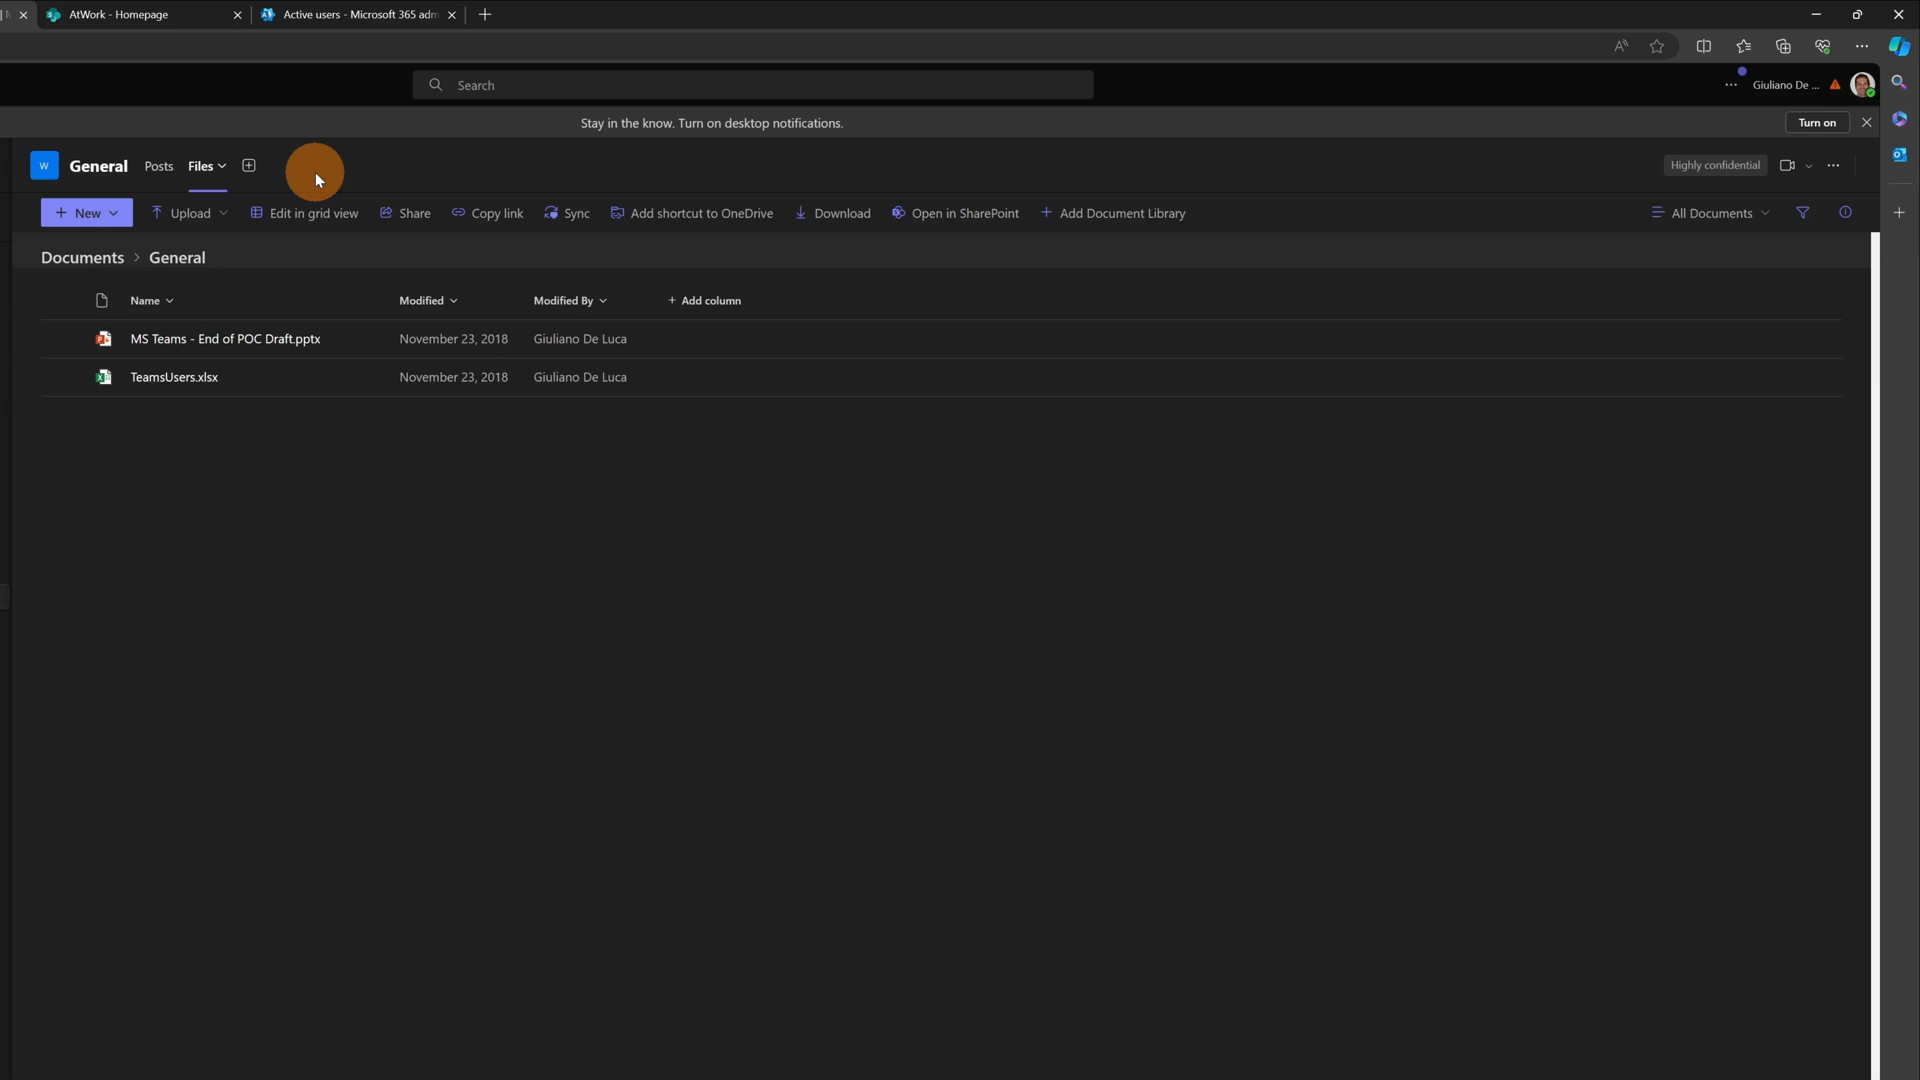 AtWork - Homepage
Active users - Microsoft 365 adm
Search
Giuliano De ...
Stay in the know. Turn on desktop notifications.
Turn on
W
General
Posts
Files
Highly confidential
New
Upload
Edit in grid view
Share
Copy link
Sync
Add shortcut to OneDrive
Download
Open in SharePoint
Add Document Library
All Documents
Documents > General
Name
Modified
Modified By
+ Add column
MS Teams - End of POC Draft.pptx
November 23, 2018
Giuliano De Luca
TeamsUsers.xlsx
November 23, 2018
Giuliano De Luca